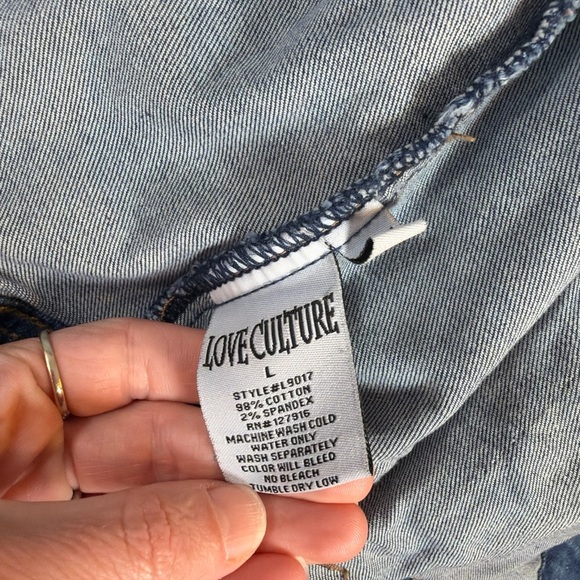 LOVE CULTURE
L
STYLE#L9017
98% COTTON
2% SPANDEX
RN#127916
MACHINE WASH COLD
WATER ONLY
WASH SEPARATELY
COLOR WILL BLEED
NO BLEACH
TUMBLE DRY LOW